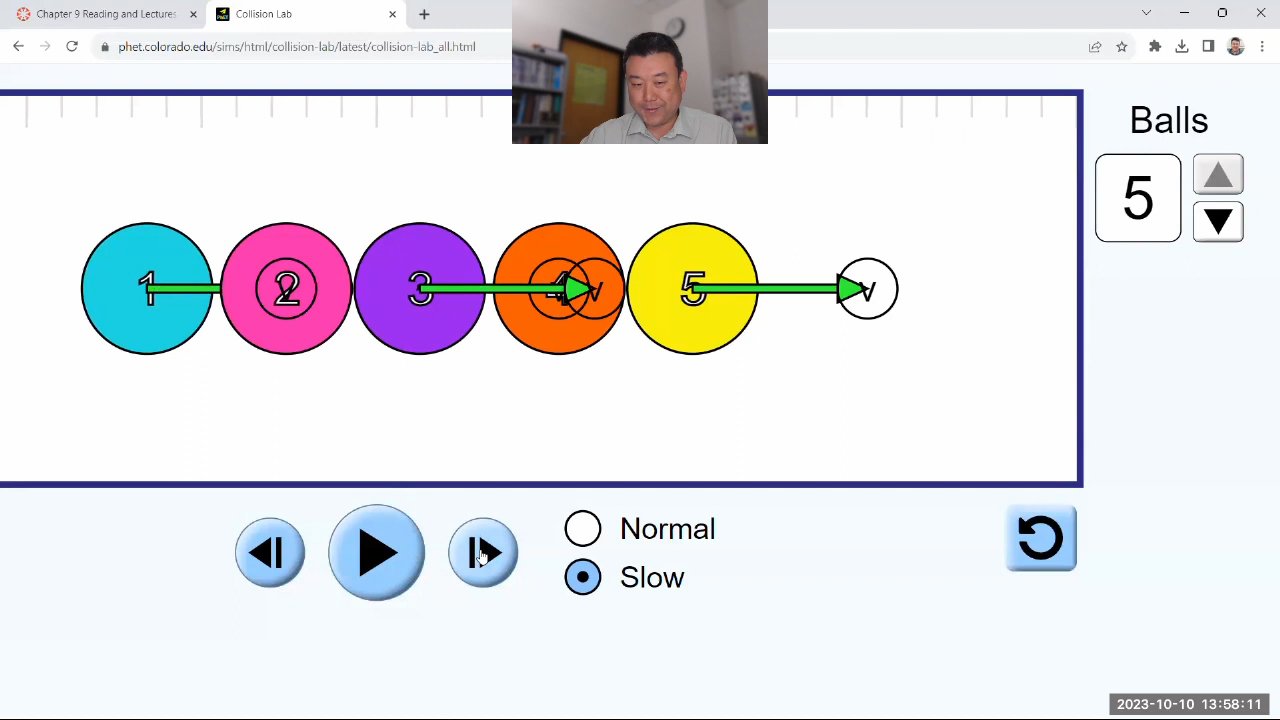 Chapter 9 Reading and Lectures
Collision Lab
phet.colorado.edu/sims/html/collision-lab/latest/collision-lab_all.html
Balls
5
1 2 3 4 v 5 v
Normal
Slow
2023-10-10 13:58:11